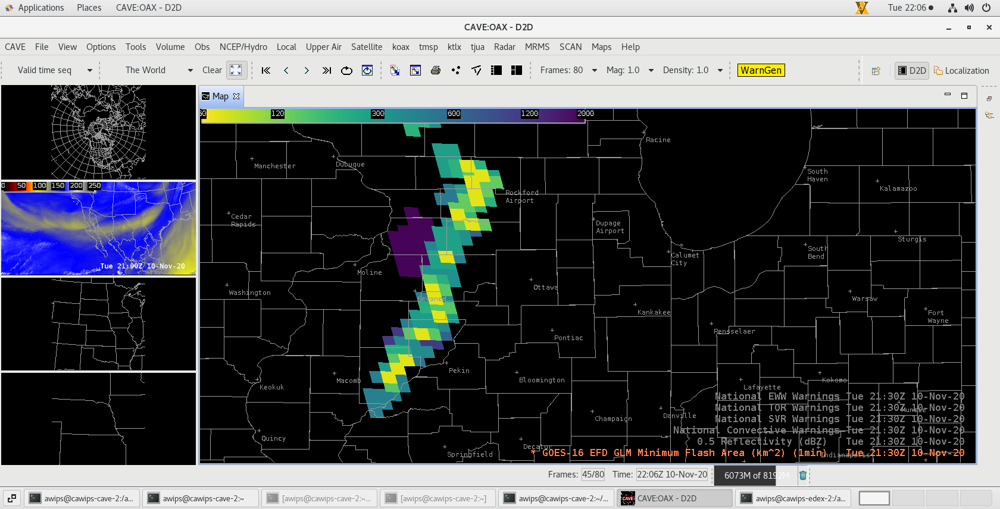 Applications Places CAVE:OAX - D2D Tue 22:06
CAVE:OAX - D2D
CAVE File View Options Tools Volume Obs NCEP/Hydro Local Upper Air Satellite koax tmsp ktlx tjua Radar MRMS SCAN Maps Help
Valid time seq The World Clear Frames: 80 Mag: 1.0 Density: 1.0 WarnGen D2D Localization
Map
60 120 300 600 1200 2000
Racine
Manchester
Dubuque
South
Haven
Kalamazoo
0 50 100 150 200 250
Rockford
Airport
Cedar
Rapids
Dupage
Airport
Sturgis
South
Bend
Calumet
City
Tue 21:00Z 10-Nov-20
Moline
Washington
Ottawa
Kewanee
Warsaw
Kankakee
Fort
Wayne
Rensselaer
Pontiac
Pekin
Macomb
Bloomington
Kokomo
Keokuk
Lafayette
National EWW Warnings Tue 21:30Z 10-Nov-20
National TOR Warnings Tue 21:30Z 10-Nov-20
Muncie
Danville
Champaign
National SVR Warnings Tue 21:30Z 10-Nov-20
National Convective Warnings Tue 21:30Z 10-Nov-20
Quincy
0.5 Reflectivity (dBZ) Tue 21:30Z 10-Nov-20
Decatur
Springfield
Indianapolis
* GOES-16 EFD GLM Minimum Flash Area (km^2) (1min) Tue 21:30Z 10-Nov-20
Frames: 45/80 Time: 22:06Z 10-Nov-20 6073M of 8192M
awips@cawips-cave-2:/a... awips@cawips-cave-2:~ [awips@cawips-cave-2:~... [awips@cawips-cave-2:~] awips@cawips-cave-2:~/... CAVE:OAX - D2D awips@cawips-edex-2:/a...